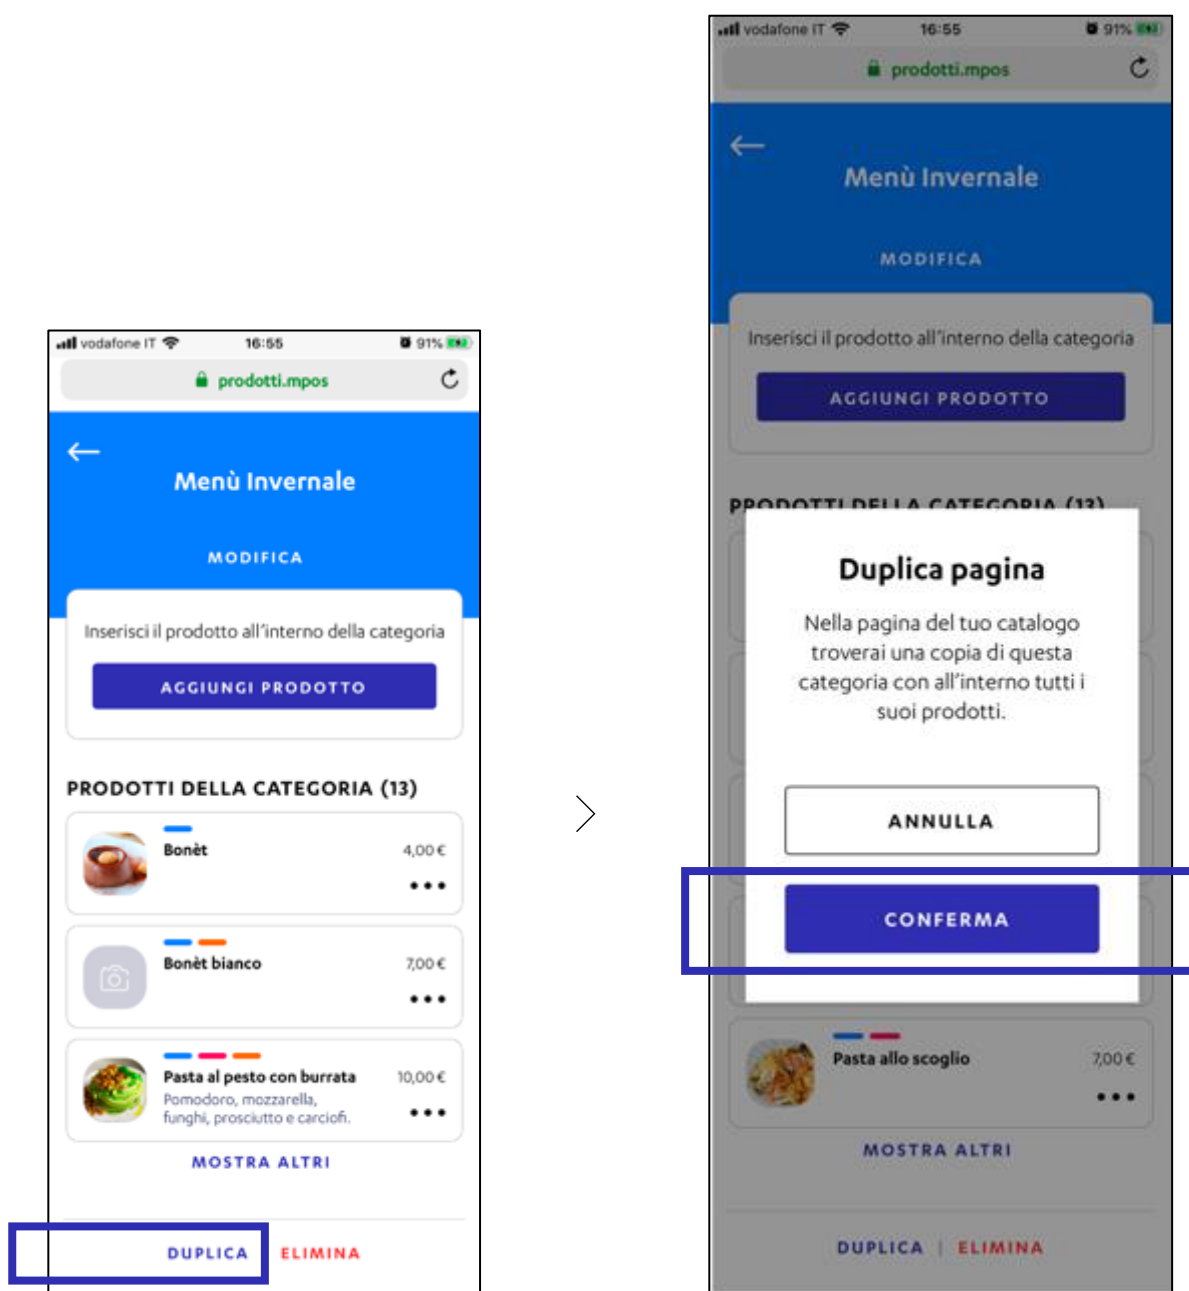 vodafone IT 16:55 91%
prodotti.mpos
Menù Invernale
MODIFICA
Inserisci il prodotto all'interno della categoria
AGGIUNGI PRODOTTO
PRODOTTI DELLA CATEGORIA (13)
Bonèt 4,00 €
Bonèt bianco 7,00 €
Pasta al pesto con burrata 10,00 €
Pomodoro, mozzarella,
funghi, prosciutto e carciofi.
MOSTRA ALTRI
DUPLICA ELIMINA
vodafone IT 16:55 91%
prodotti.mpos
Menù Invernale
MODIFICA
Inserisci il prodotto all'interno della categoria
AGGIUNGI PRODOTTO
PRODOTTI DELLA CATEGORIA (13)
Duplica pagina
Nella pagina del tuo catalogo
troverai una copia di questa
categoria con all'interno tutti i
suoi prodotti.
ANNULLA
CONFERMA
Pasta allo scoglio 7,00 €
MOSTRA ALTRI
DUPLICA | ELIMINA